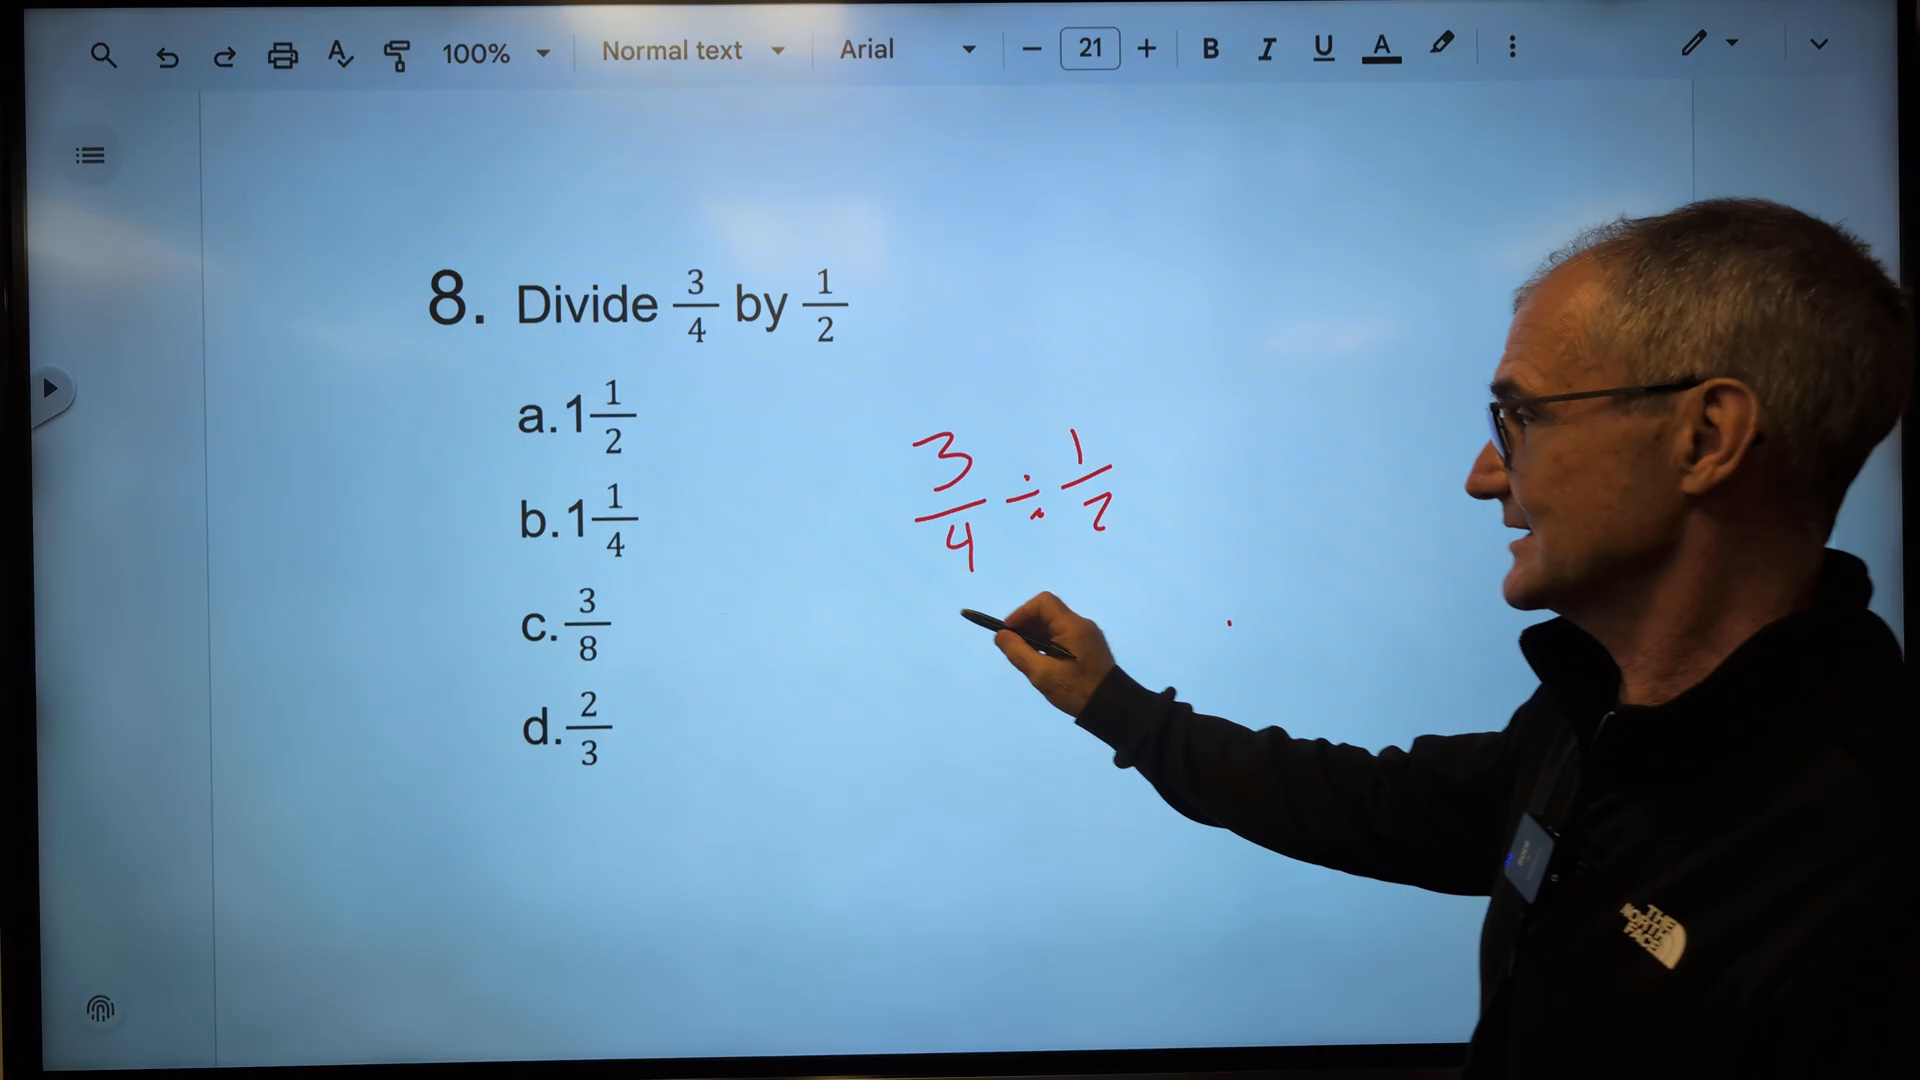 100% Normal text Arial − 21 + B I U A
8. Divide 3/4 by 1/2
a. 1 1/2
b. 1 1/4
c. 3/8
d. 2/3
3/4 ÷ 1/2
THE
NORTH
FACE